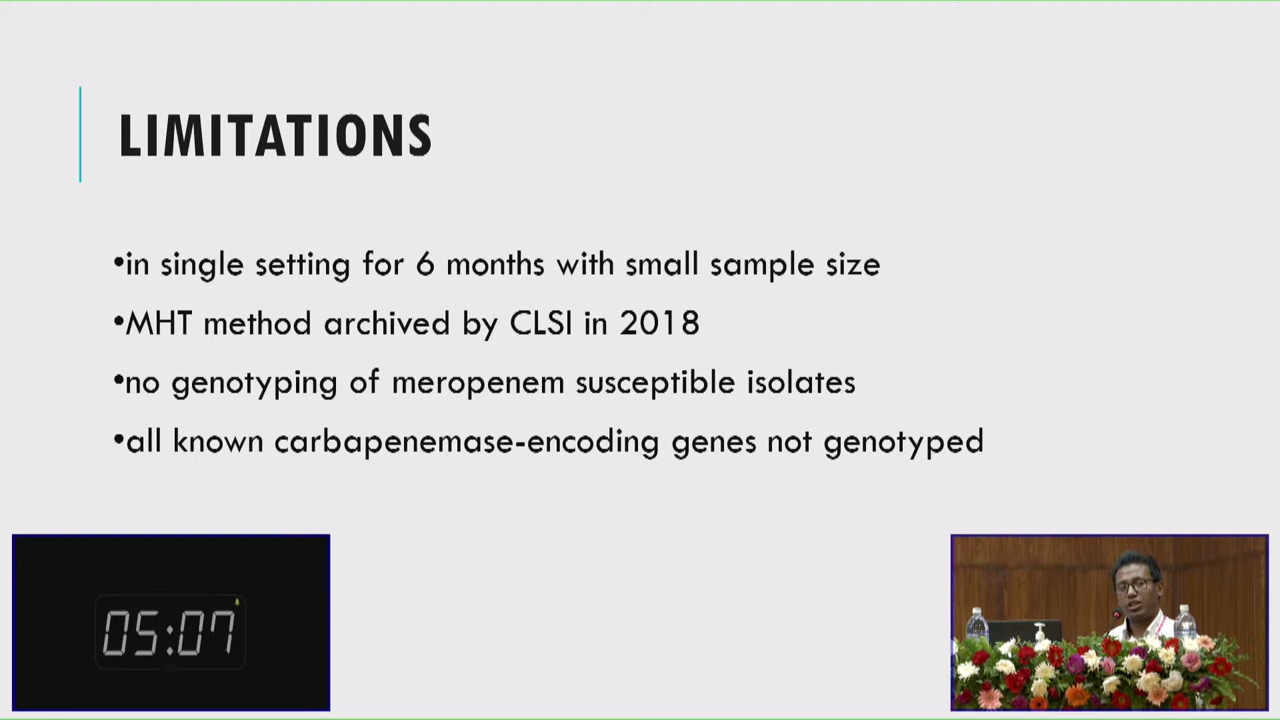 LIMITATIONS
•in single setting for 6 months with small sample size
•MHT method archived by CLSI in 2018
•no genotyping of meropenem susceptible isolates
•all known carbapenemase-encoding genes not genotyped
05:07